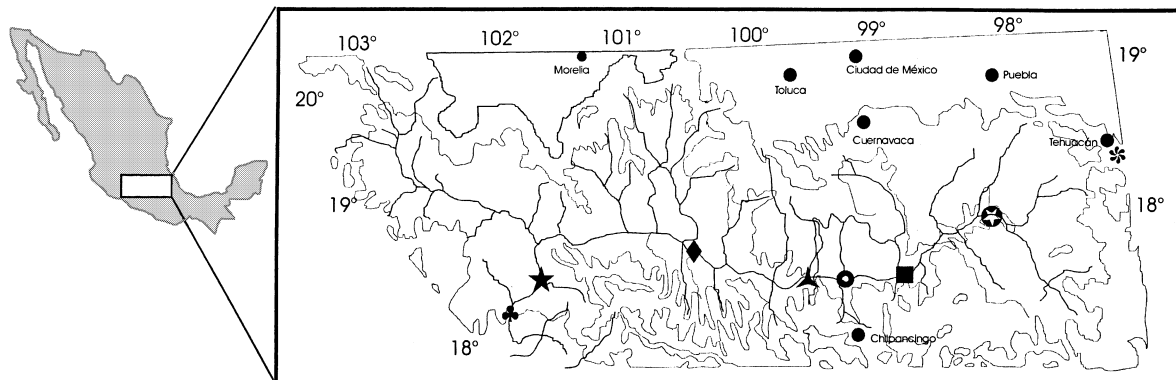 103°
102°
101°
100°
99°
98°
19°
20°
Morelia
Toluca
Ciudad de México
Puebla
Cuernavaca
Tehuacán
19°
18°
18°
Chilpancingo